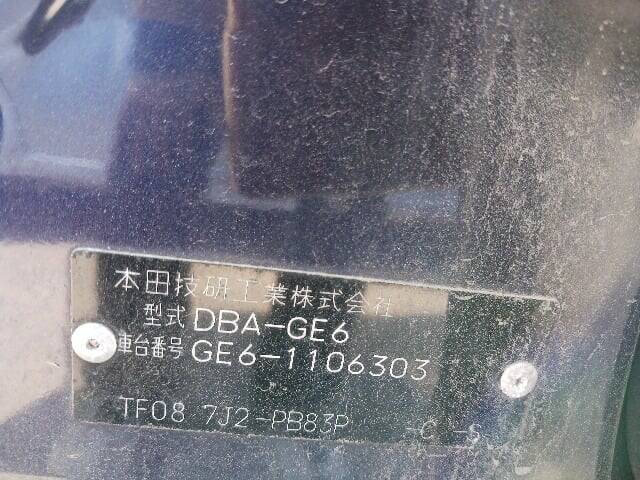 本田技研工業株式会社
型式 DBA-GE6
車台番号 GE6-1106303
TF08 7J2-PB83P -C -S